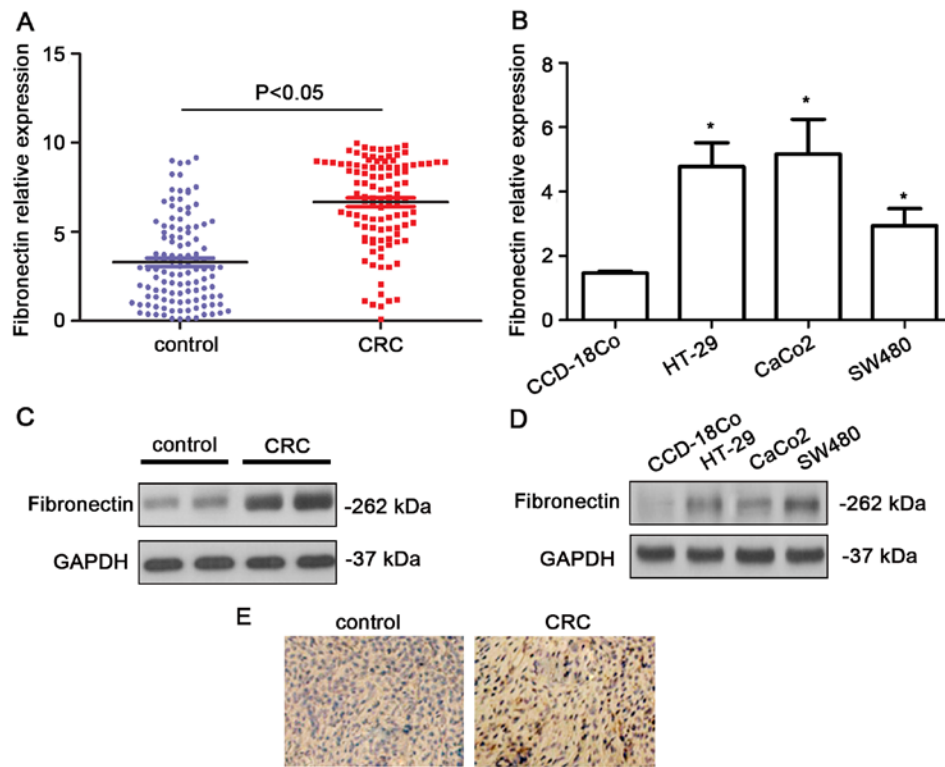 A
Fibronectin relative expression
15
10
5
0
P<0.05
control
CRC
B
Fibronectin relative expression
8
6
4
2
0
*
*
*
CCD-18Co
HT-29
CaCo2
SW480
C
control
CRC
Fibronectin
-262 kDa
GAPDH
-37 kDa
D
CCD-18Co
HT-29
CaCo2
SW480
Fibronectin
-262 kDa
GAPDH
-37 kDa
E
control
CRC